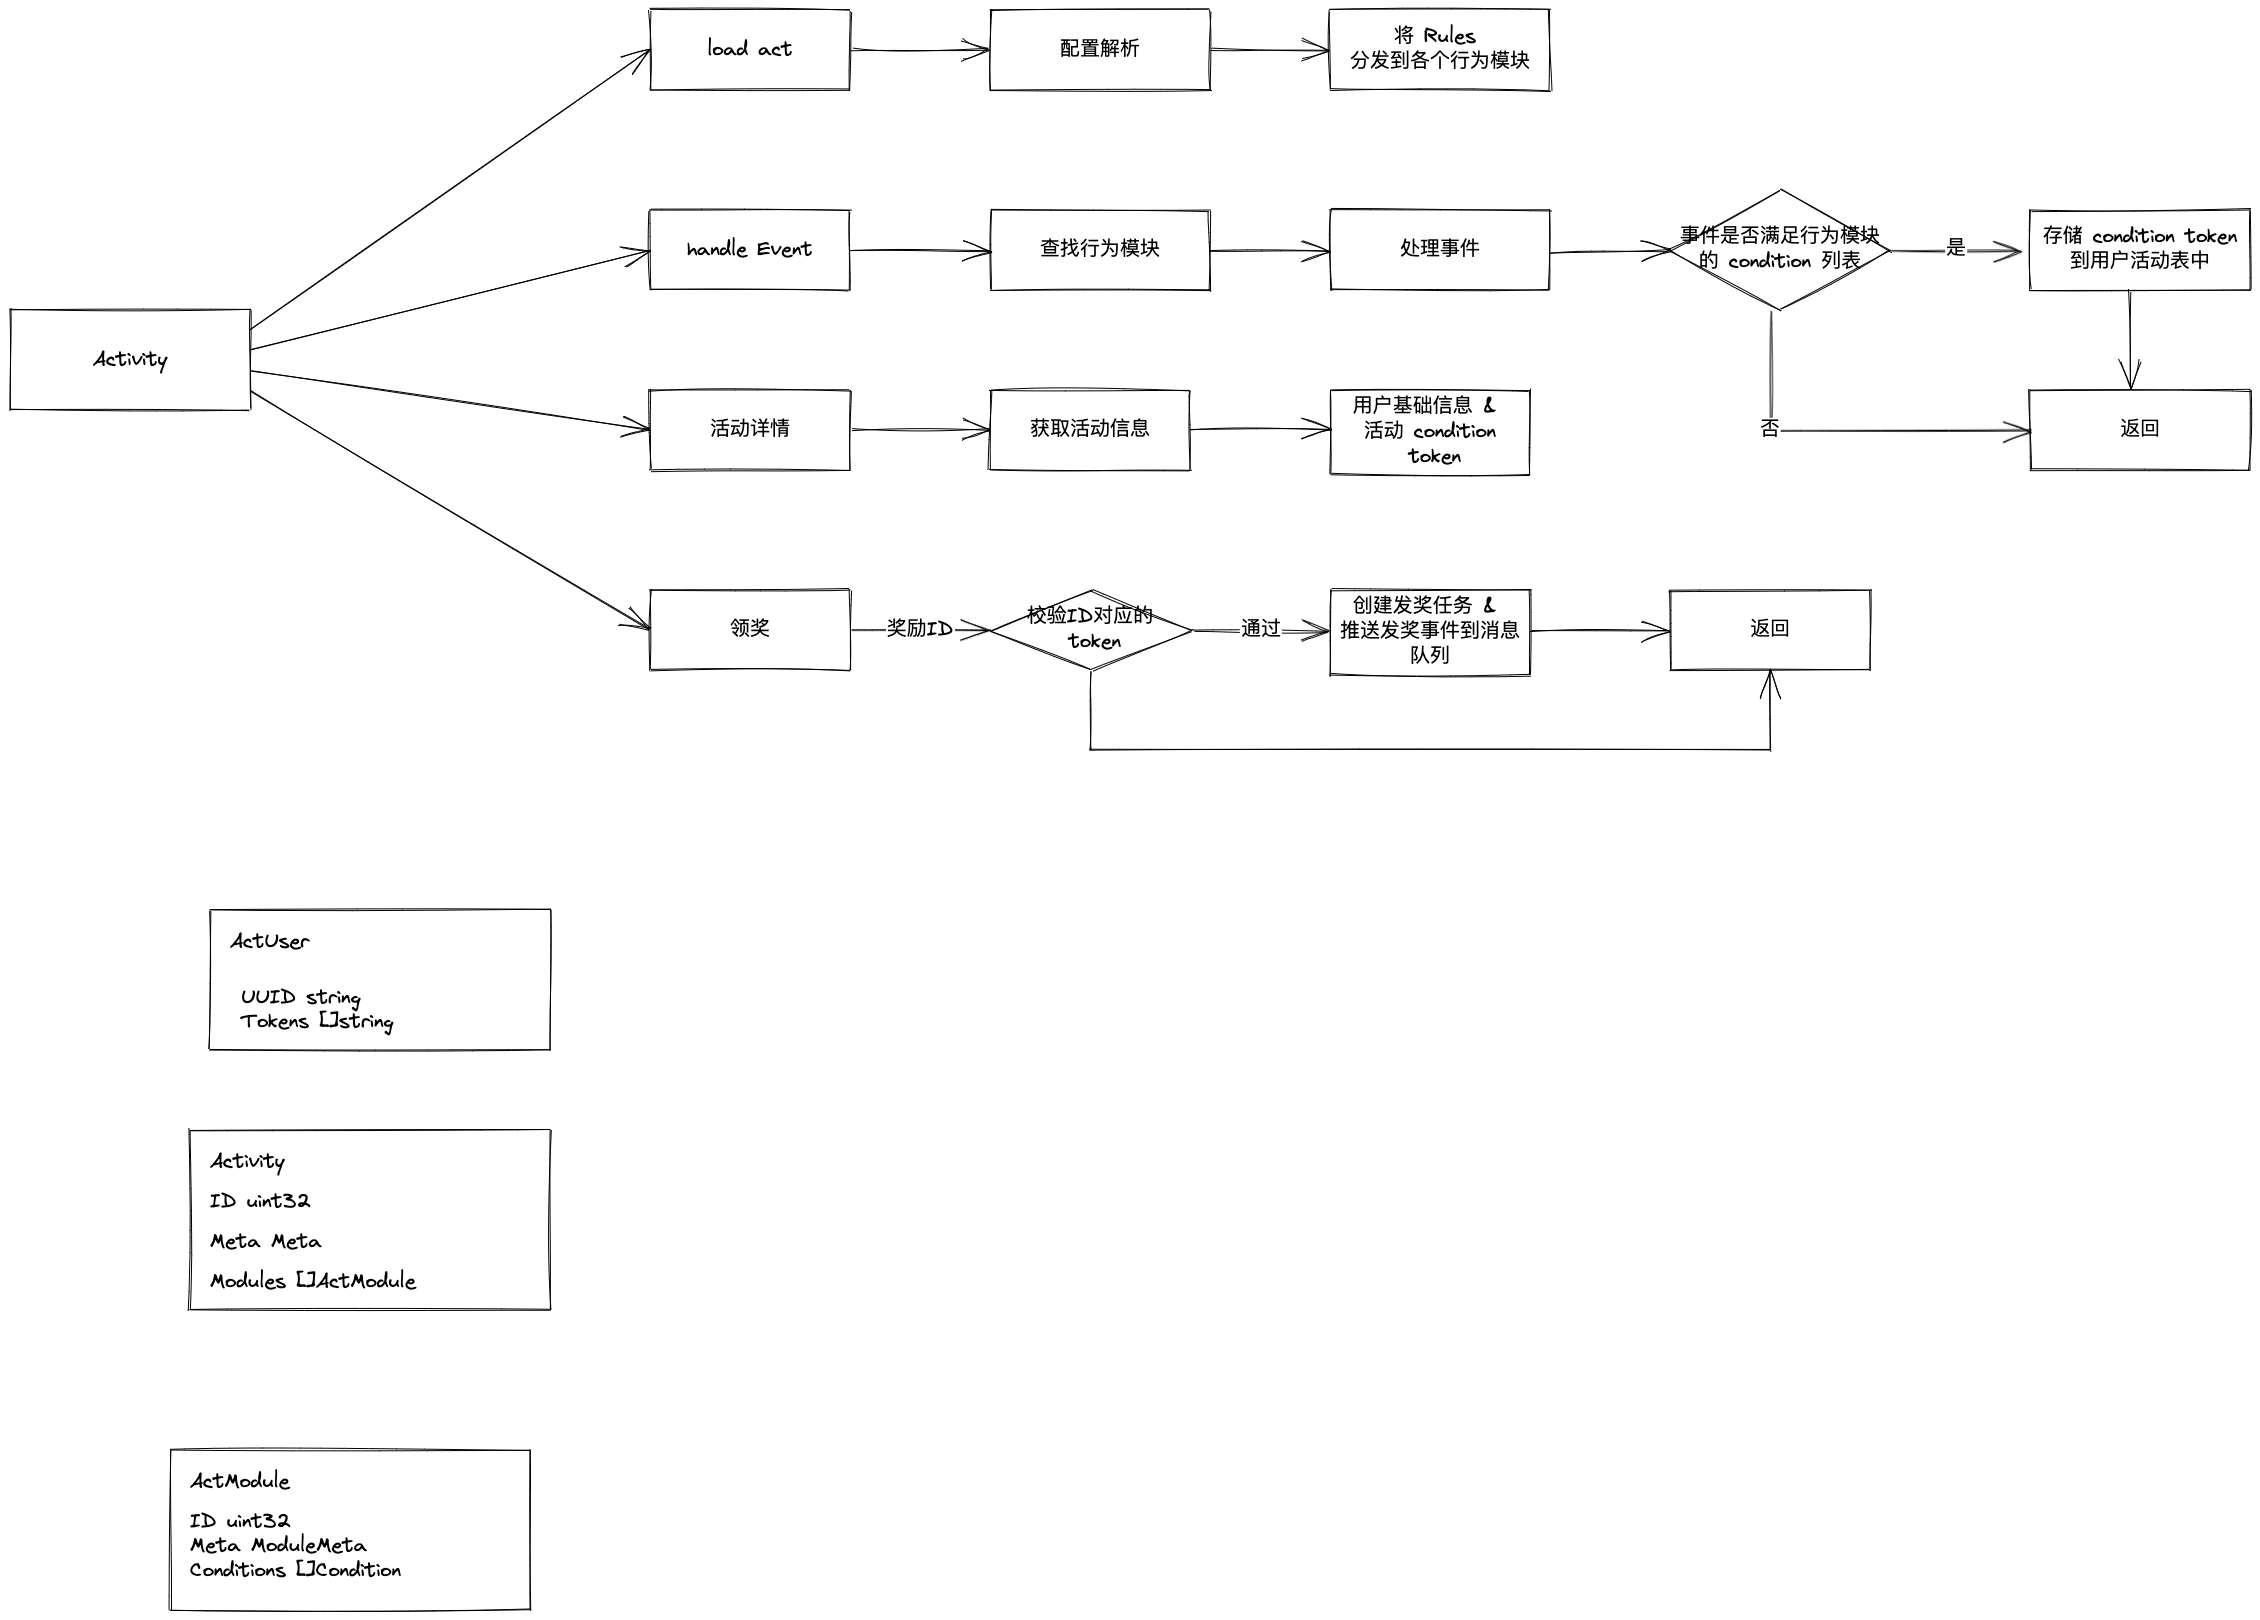 load act
配置解析
将 Rules
分发到各个行为模块
handle Event
查找行为模块
处理事件
事件是否满足行为模块
的 condition 列表
是
存储 condition token
到用户活动表中
Activity
活动详情
获取活动信息
用户基础信息 &
活动 condition
token
否
返回
领奖
奖励ID
校验ID对应的
token
通过
创建发奖任务 &
推送发奖事件到消息
队列
返回
ActUser
UUID string
Tokens []string
Activity
ID uint32
Meta Meta
Modules []ActModule
ActModule
ID uint32
Meta ModuleMeta
Conditions []Condition